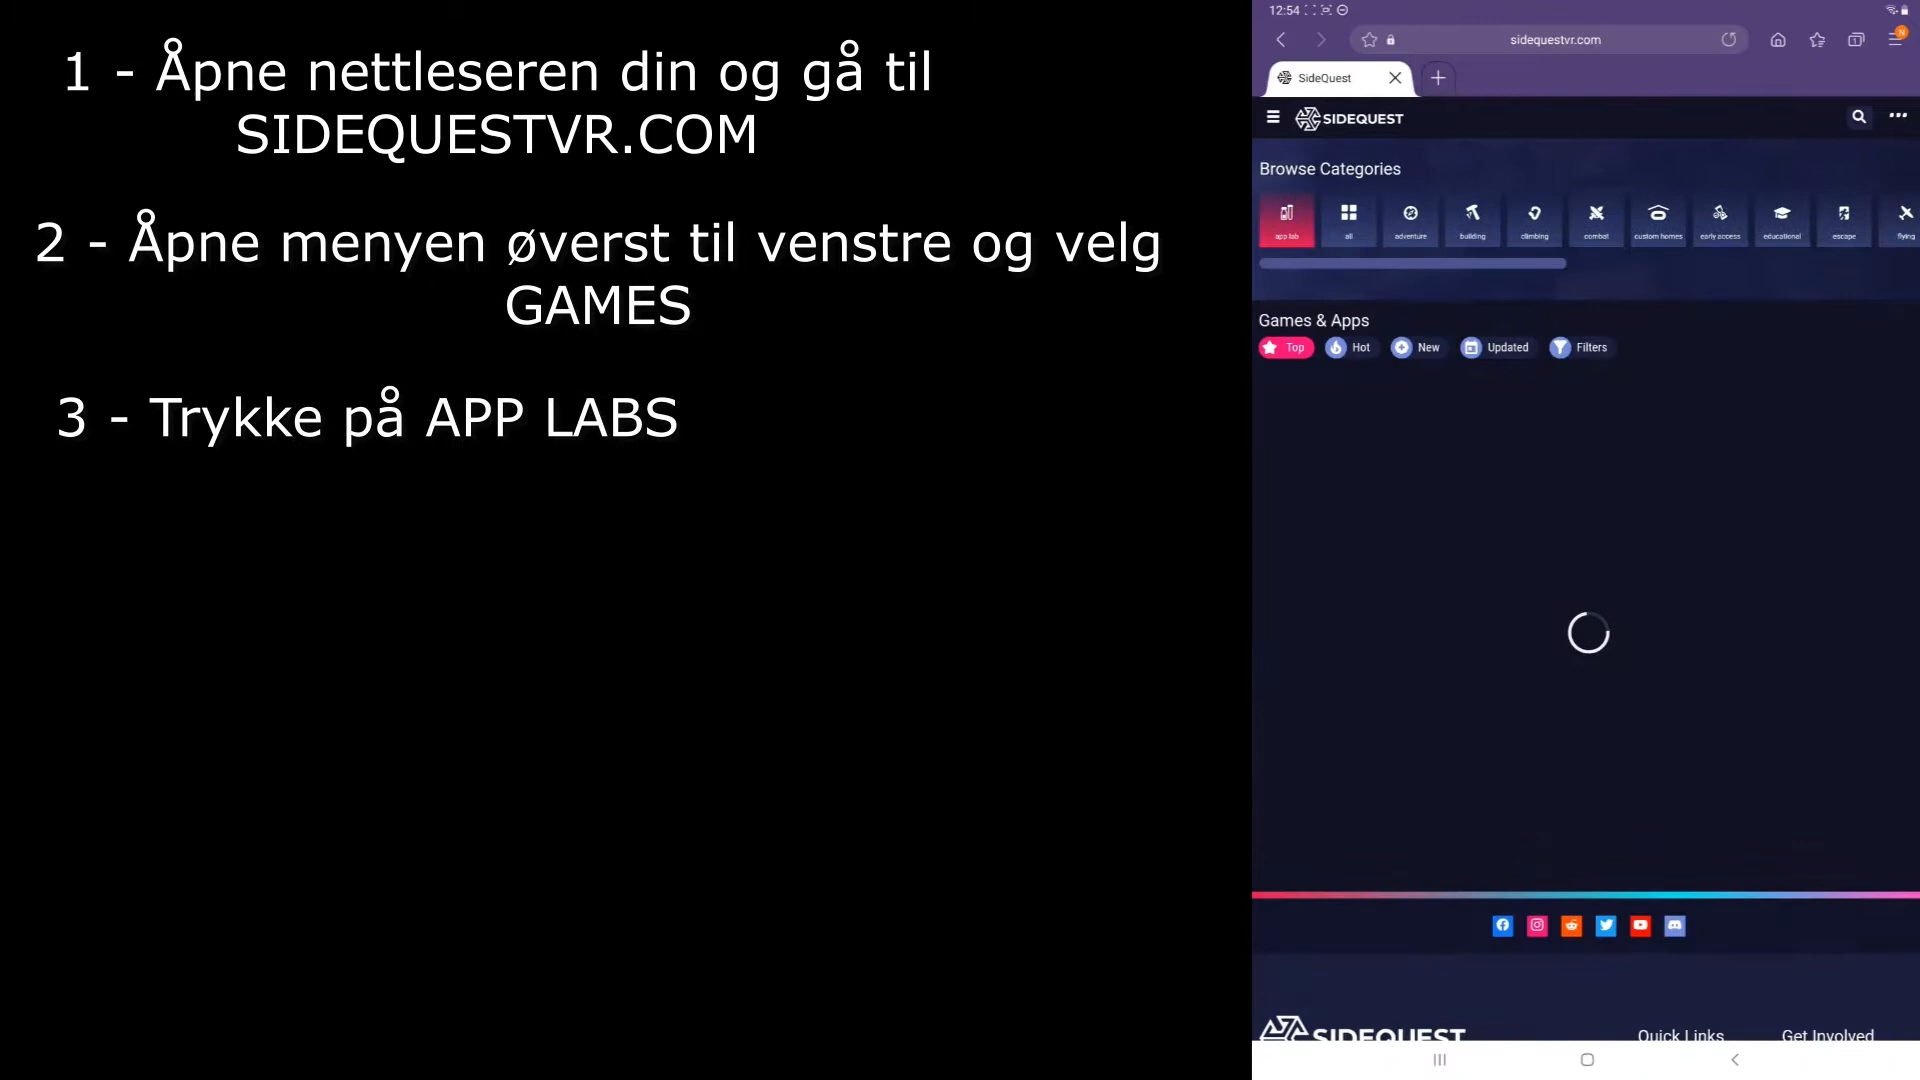 1 - Åpne nettleseren din og gå til
SIDEQUESTVR.COM
2 - Åpne menyen øverst til venstre og velg
GAMES
3 - Trykke på APP LABS
12:54
sidequestvr.com
SideQuest
SIDEQUEST
Browse Categories
app lab
all
adventure
building
climbing
combat
custom homes
early access
educational
escape
flying
Games & Apps
Top
Hot
New
Updated
Filters
SIDEQUEST
Quick Links
Get Involved